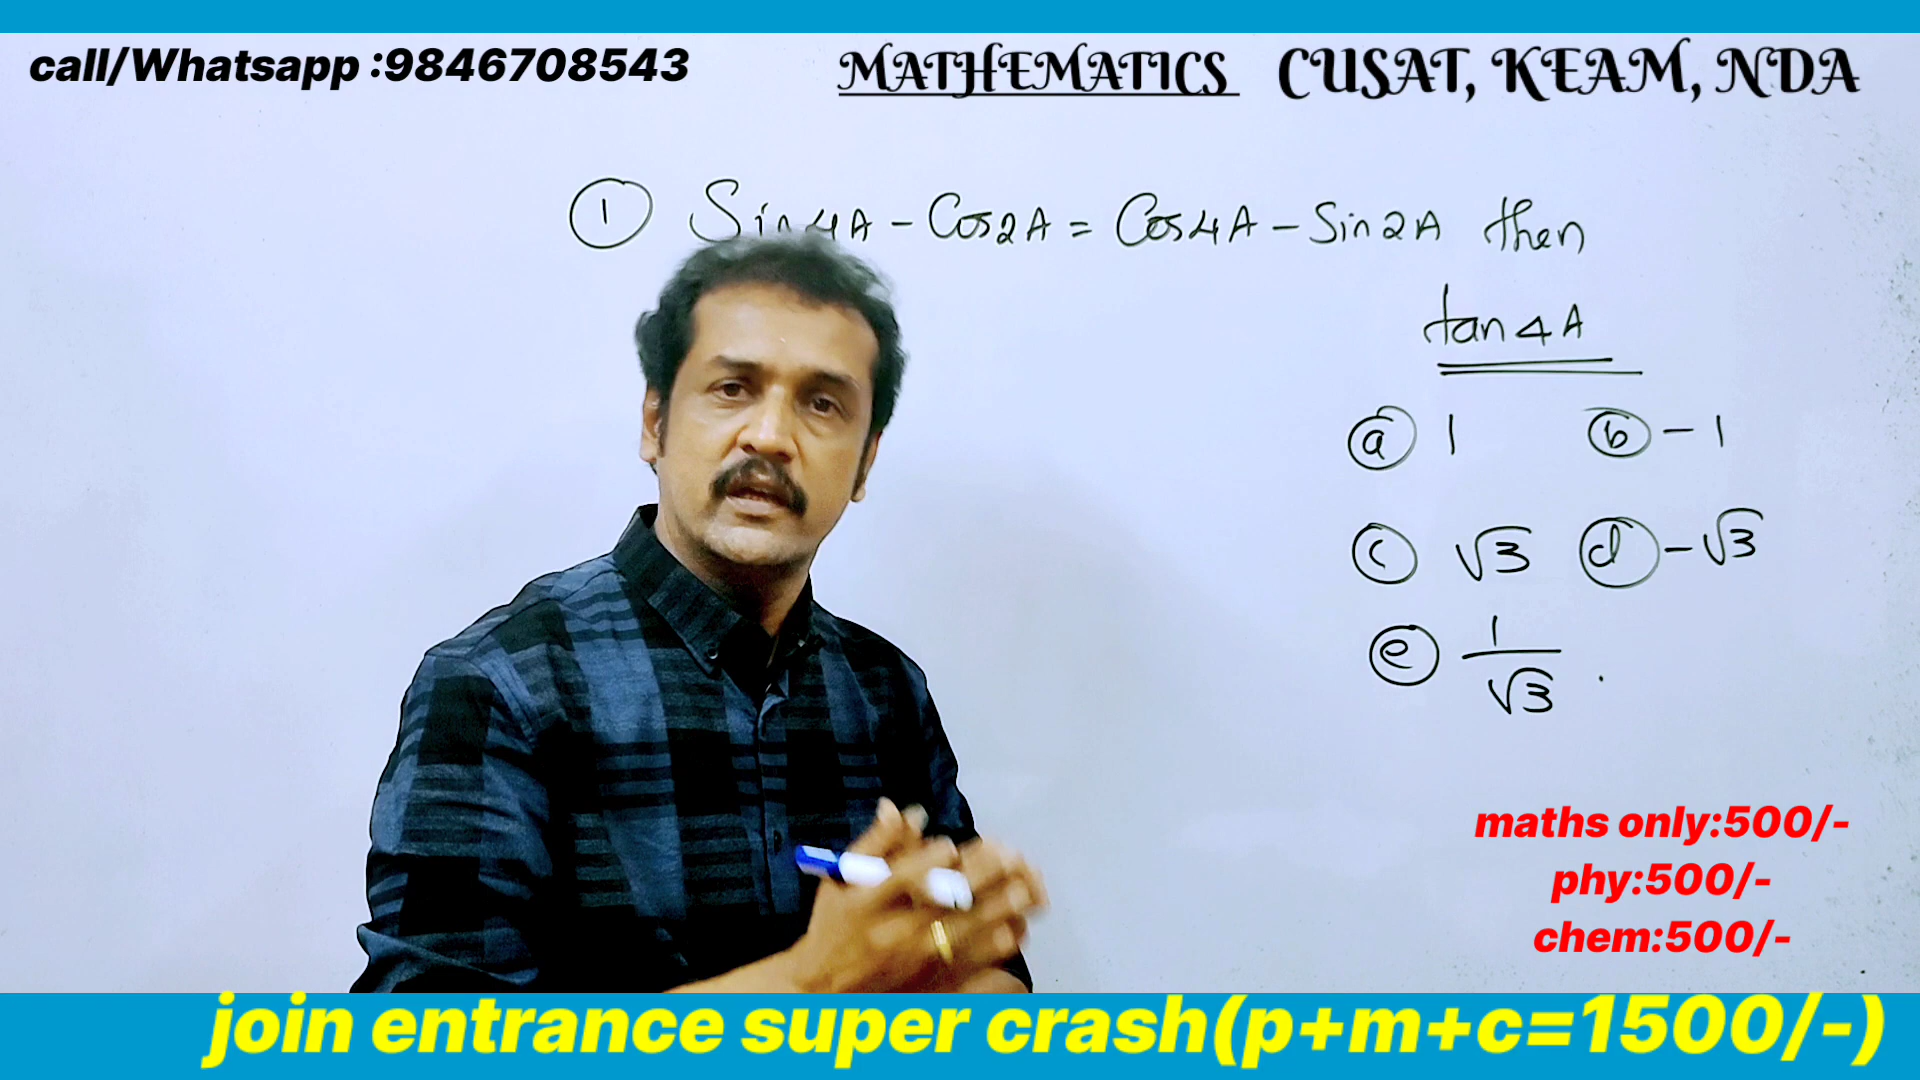 call/Whatsapp :9846708543
MATHEMATICS CUSAT, KEAM, NDA
① Sin4A - Cos2A = Cos4A - Sin2A then
tan4A
ⓐ 1 ⓑ -1
ⓒ √3 ⓓ -√3
ⓔ 1/√3 .
maths only:500/-
phy:500/-
chem:500/-
join entrance super crash(p+m+c=1500/-)